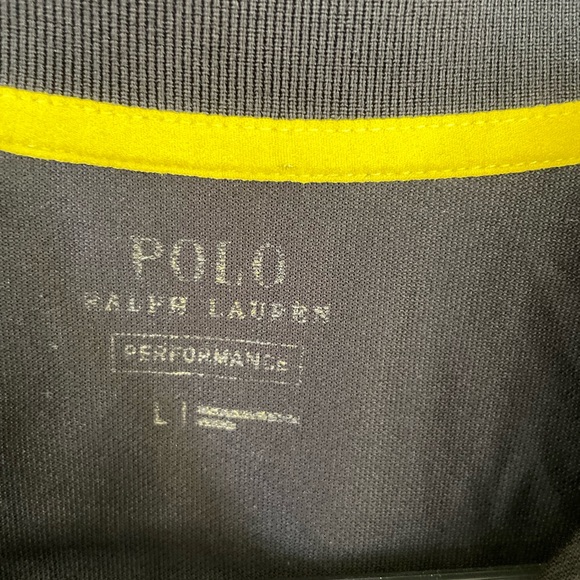 POLO
RALPH LAUREN
PERFORMANCE
L |